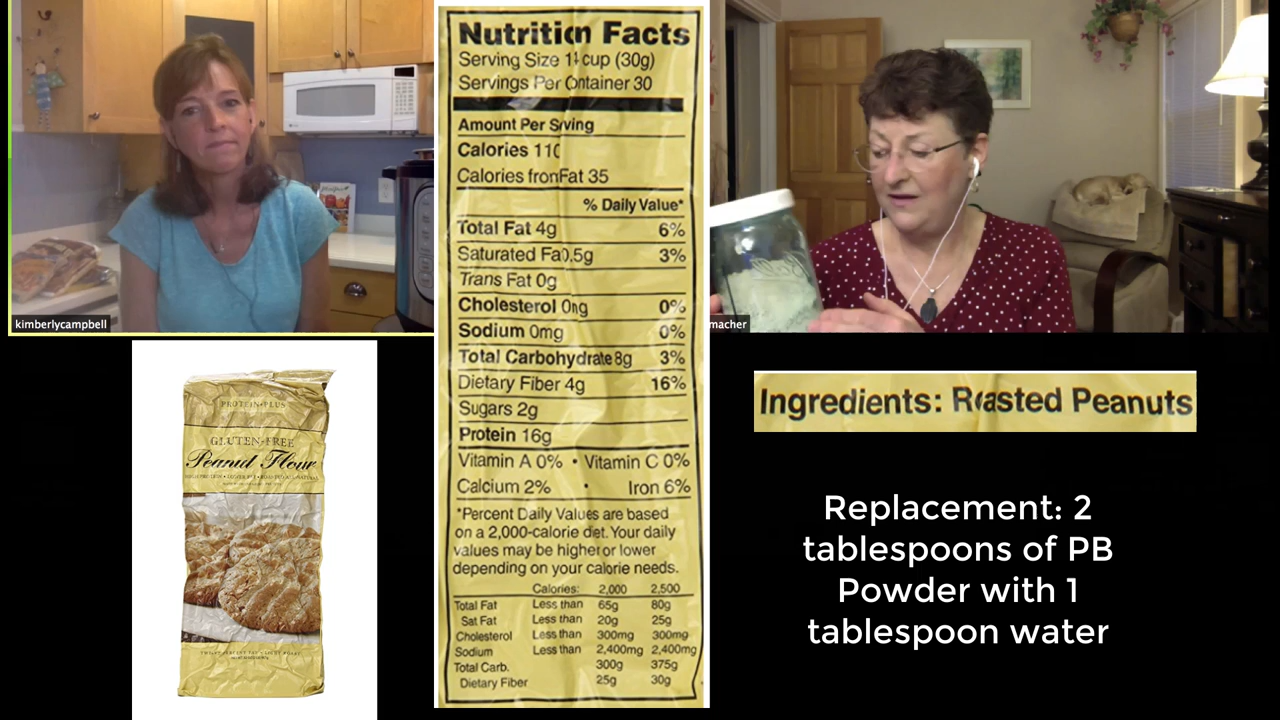 kimberlycampbell
macher
Nutrition Facts
Serving Size 1 cup (30g)
Servings Per Container 30
Amount Per Serving
Calories 110
Calories from Fat 35
% Daily Value*
Total Fat 4g 6%
Saturated Fat 0.5g 3%
Trans Fat 0g
Cholesterol 0mg 0%
Sodium 0mg 0%
Total Carbohydrate 8g 3%
Dietary Fiber 4g 16%
Sugars 2g
Protein 16g
Vitamin A 0% • Vitamin C 0%
Calcium 2% • Iron 6%
*Percent Daily Values are based
on a 2,000-calorie diet. Your daily
values may be higher or lower
depending on your calorie needs.
Calories: 2,000 2,500
Total Fat Less than 65g 80g
Sat Fat Less than 20g 25g
Cholesterol Less than 300mg 300mg
Sodium Less than 2,400mg 2,400mg
Total Carb. 300g 375g
Dietary Fiber 25g 30g
PROTEIN PLUS
GLUTEN-FREE
Peanut Flour
Ingredients: Roasted Peanuts
Replacement: 2
tablespoons of PB
Powder with 1
tablespoon water